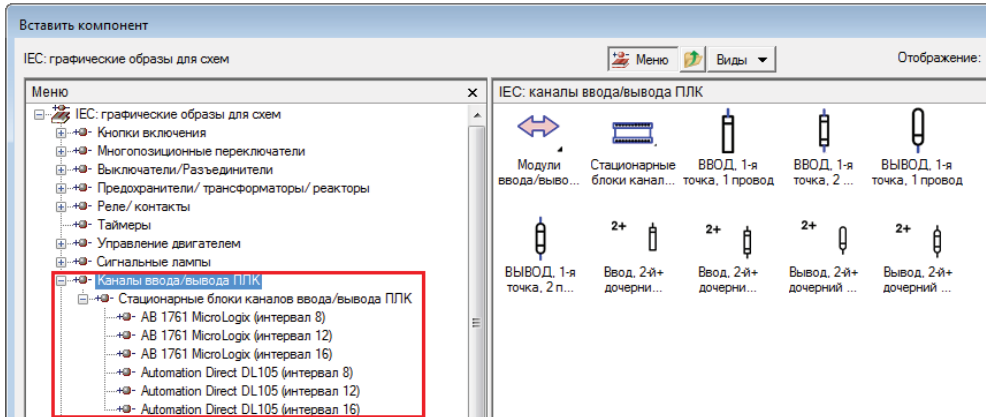 Вставить компонент
IEC: графические образы для схем
Меню
Виды
Отображение:
Меню
IEC: графические образы для схем
Кнопки включения
Многопозиционные переключатели
Выключатели/Разъединители
Предохранители/ трансформаторы/ реакторы
Реле/ контакты
Таймеры
Управление двигателем
Сигнальные лампы
Каналы ввода/вывода ПЛК
Стационарные блоки каналов ввода/вывода ПЛК
AB 1761 MicroLogix (интервал 8)
AB 1761 MicroLogix (интервал 12)
AB 1761 MicroLogix (интервал 16)
Automation Direct DL105 (интервал 8)
Automation Direct DL105 (интервал 12)
Automation Direct DL105 (интервал 16)
IEC: каналы ввода/вывода ПЛК
Модули
ввода/выво...
Стационарные
блоки канал...
ВВОД, 1-я
точка, 1 провод
ВВОД, 1-я
точка, 2 ...
ВЫВОД, 1-я
точка, 1 провод
ВЫВОД, 1-я
точка, 2 п...
2+
Ввод, 2-й+
дочерни...
2+
Ввод, 2-й+
дочерни...
2+
Вывод, 2-й+
дочерний ...
2+
Вывод, 2-й+
дочерний ...